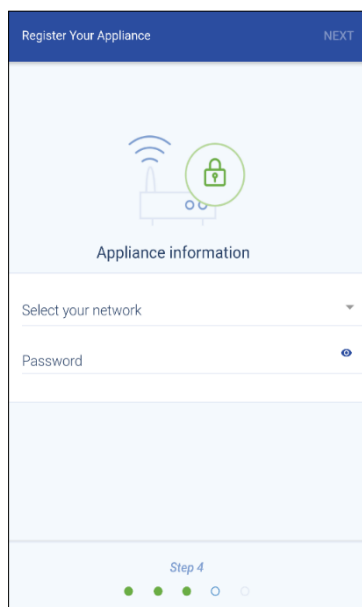 Register Your Appliance NEXT
Appliance information
Select your network
Password
Step 4